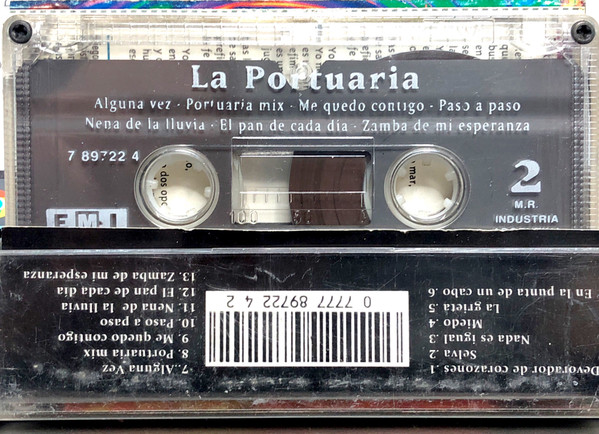 La Portuaria
Alguna vez · Portuaria mix · Me quedo contigo · Paso a paso
Nena de la lluvia · El pan de cada dia · Zamba de mi esperanza
7 89722 4
EMI
2
M.R.
INDUSTRIA
Devorador de corazones .1
Selva .2
Nada es igual .3
Miedo .4
La grieta .5
En la punta de un cabo .6
0 7777 89722 4 2
7..Alguna Vez
8. Portuaria mix
9. Me quedo contigo
10. Paso a paso
11. Nena de la lluvia
12. El pan de cada dia
13. Zamba de mi esperanza
100
50